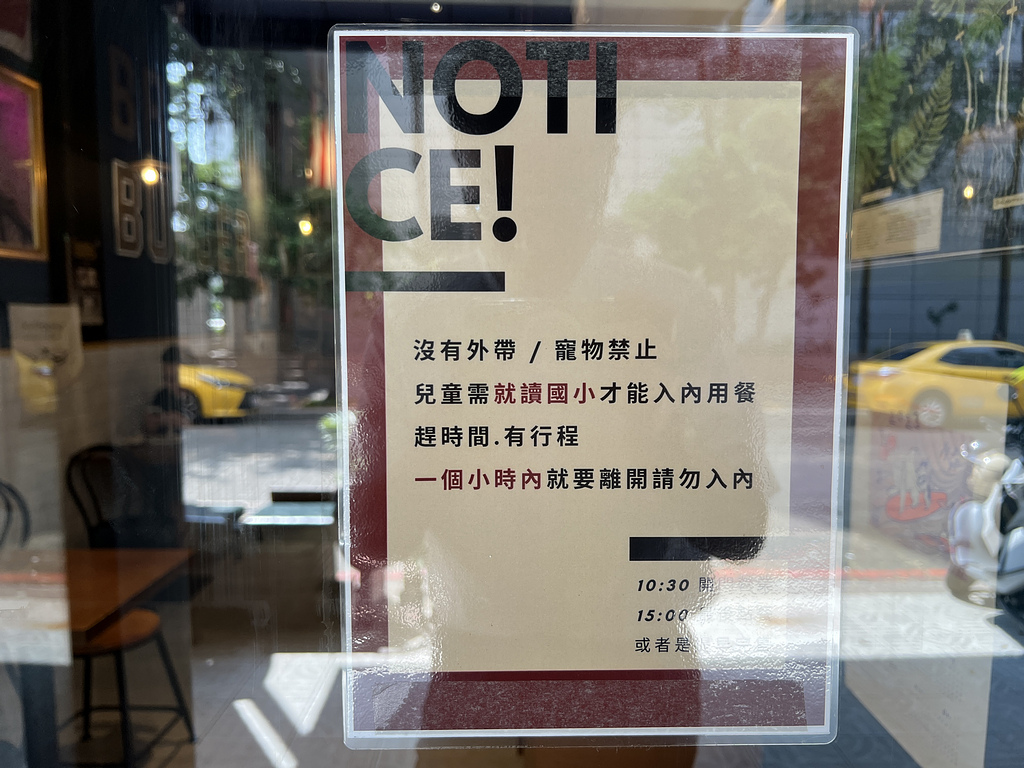 NOTI
CE!
沒有外帶 / 寵物禁止
兒童需就讀國小才能入內用餐
趕時間.有行程
一個小時內就要離開請勿入內
10:30 開
15:00
或者是